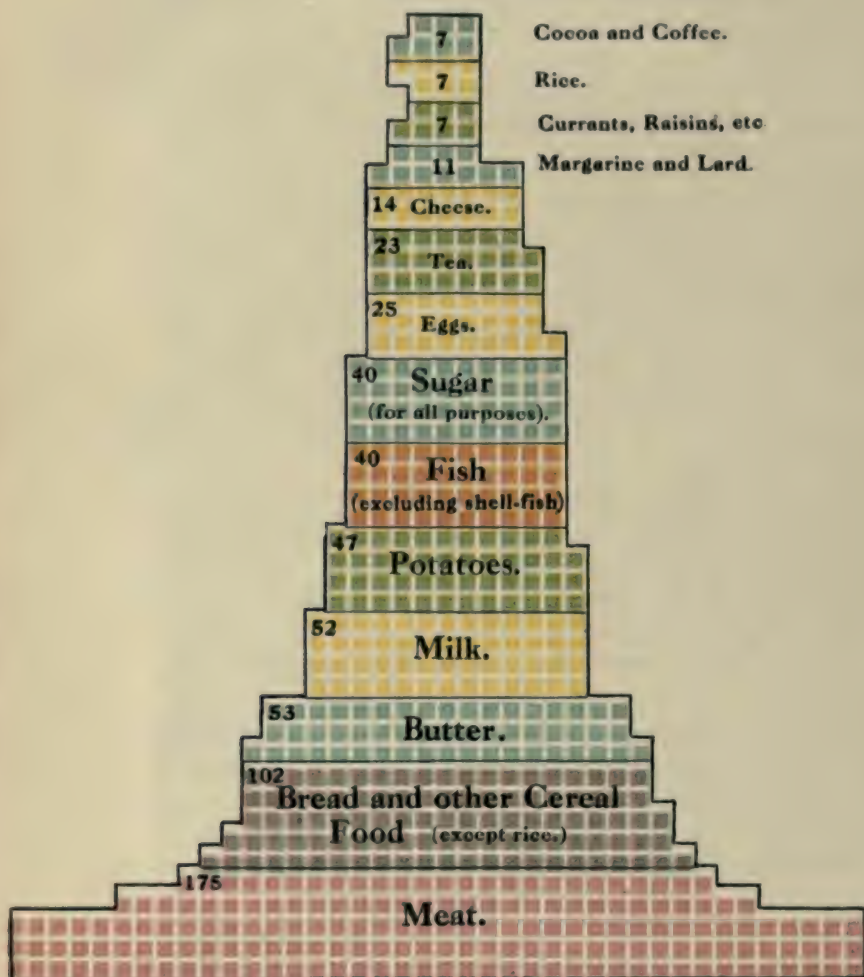 7 Cocoa and Coffee.
7 Rice.
7 Currants, Raisins, etc
11 Margarine and Lard.
14 Cheese.
23
Tea.
25
Eggs.
40 Sugar
(for all purposes).
40
Fish
(excluding shell-fish)
47
Potatoes.
52
Milk.
53
Butter.
102
Bread and other Cereal
Food (except rice.)
175
Meat.